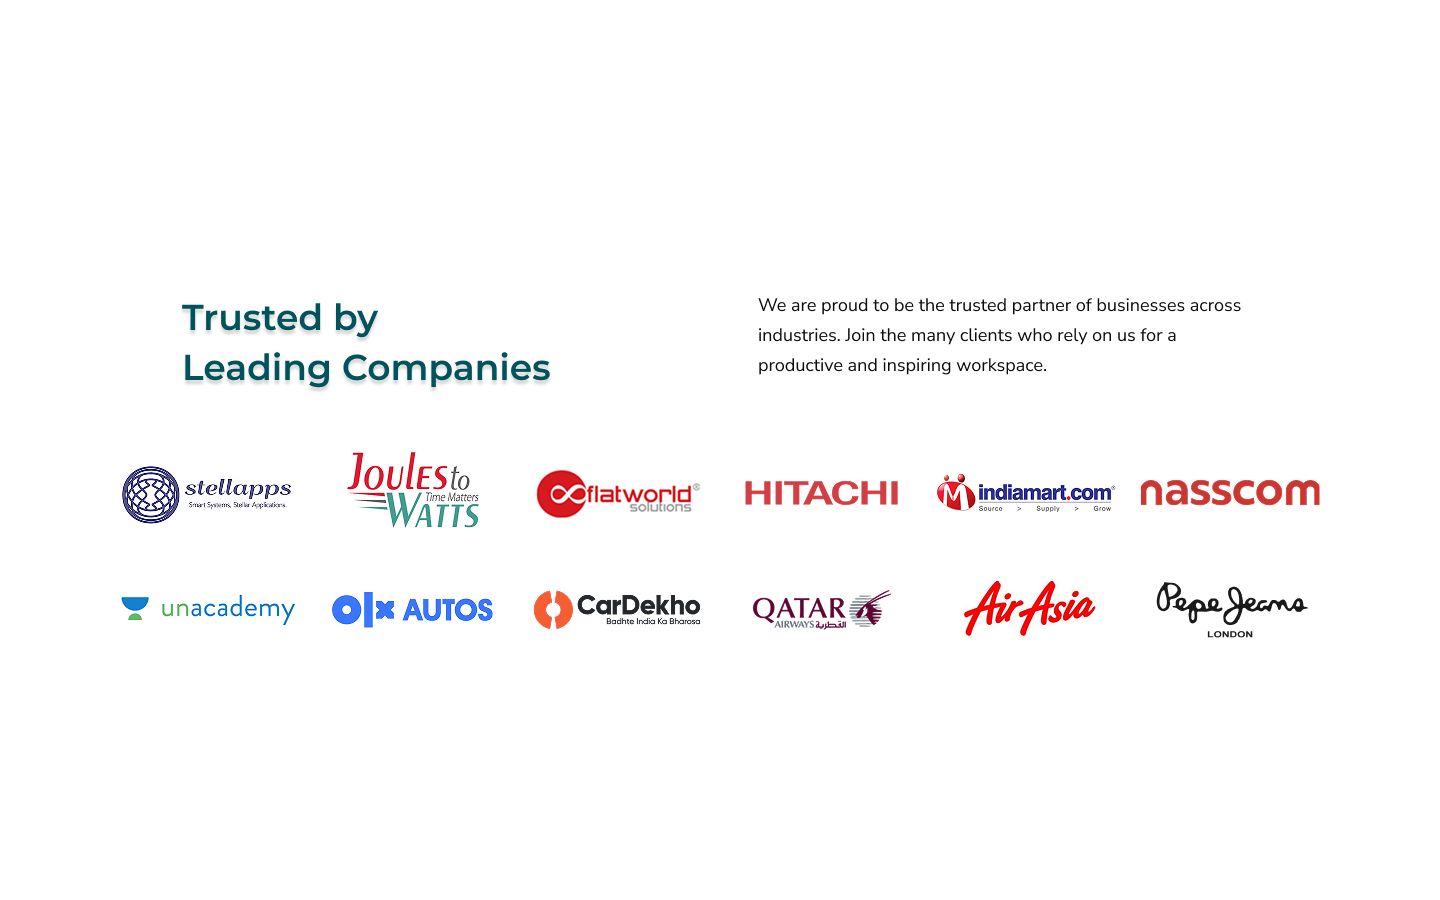 Trusted by
Leading Companies
We are proud to be the trusted partner of businesses across
industries. Join the many clients who rely on us for a
productive and inspiring workspace.
stellapps
Smart Systems, Stellar Applications.
JOULES to
Time Matters
WATTS
flatworld®
solutions
HITACHI
indiamart.com®
Source > Supply > Grow
nasscom
unacademy
olx AUTOS
CarDekho
Badhte India Ka Bharosa
QATAR
AIRWAYS القطرية
AirAsia
Pepe Jeans
LONDON